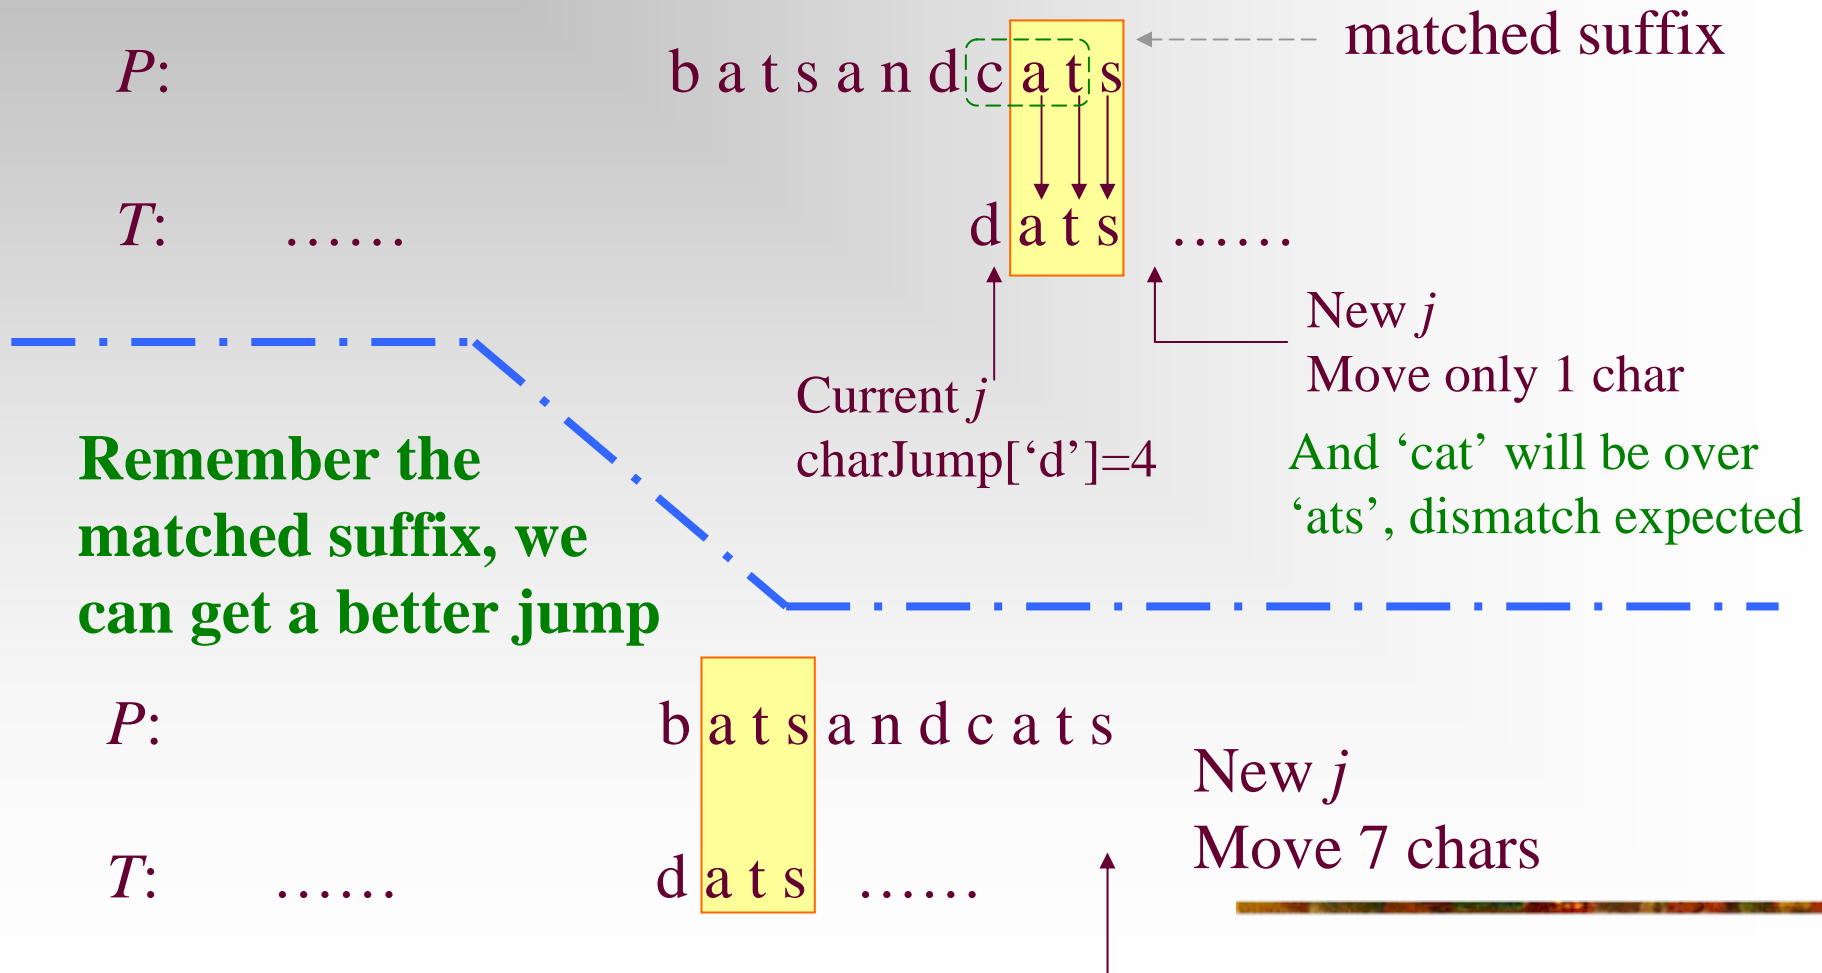 P: b a t s a n d c a t s matched suffix
T: …… d a t s ……
New j
Move only 1 char
Current j
charJump[‘d’]=4
And ‘cat’ will be over
‘ats’, dismatch expected
Remember the
matched suffix, we
can get a better jump
P: b a t s a n d c a t s
New j
Move 7 chars
T: …… d a t s ……